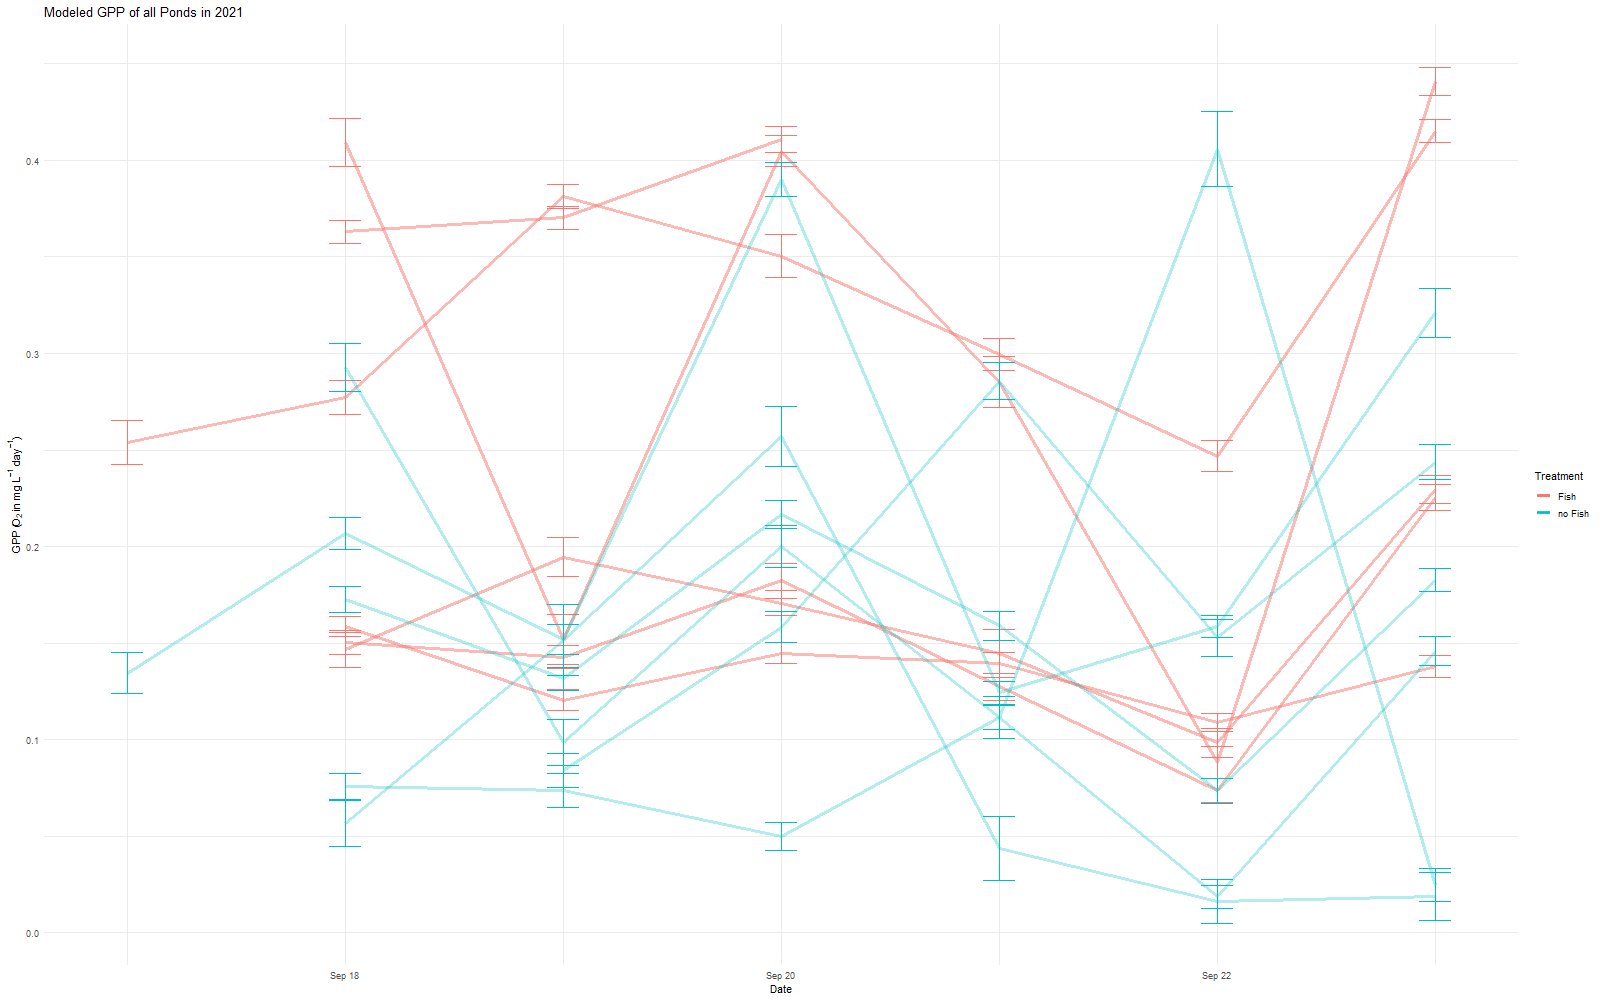 Modeled GPP of all Ponds in 2021
0.4
0.3
0.2
0.1
0.0
GPP (O₂ in mg L⁻¹ day⁻¹)
Sep 18
Sep 20
Sep 22
Date
Treatment
Fish
no Fish